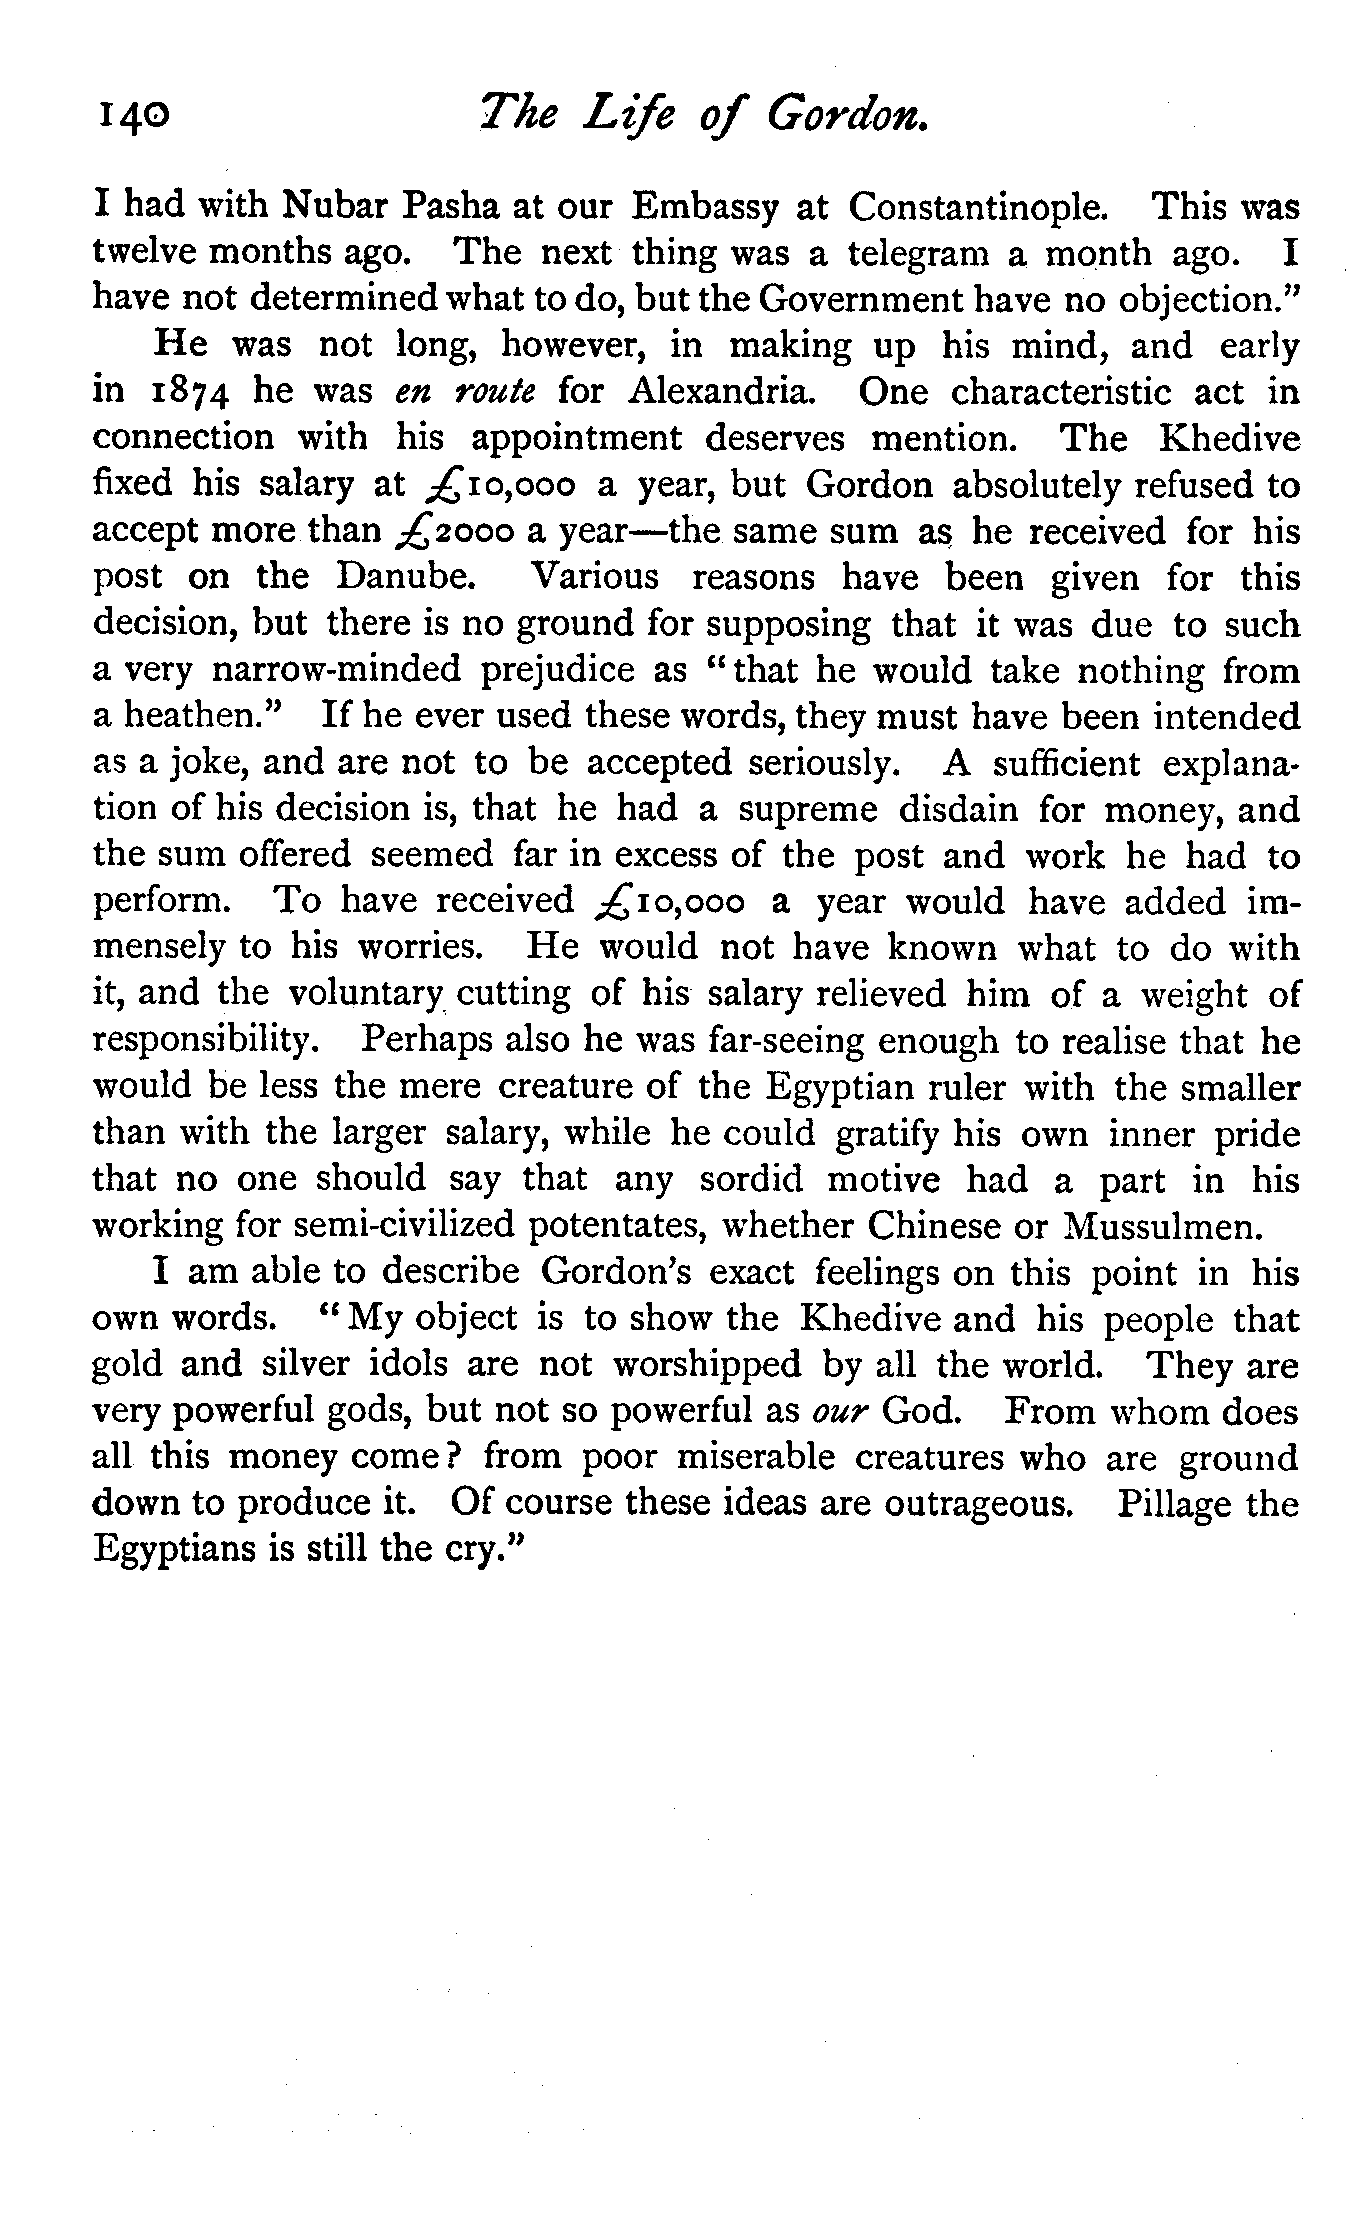 140 The Life of Gordon.
I had with Nubar Pasha at our Embassy at Constantinople. This was
twelve months ago. The next thing was a telegram a month ago. I
have not determined what to do, but the Government have no objection."
He was not long, however, in making up his mind, and early
in 1874 he was en route for Alexandria. One characteristic act in
connection with his appointment deserves mention. The Khedive
fixed his salary at £10,000 a year, but Gordon absolutely refused to
accept more than £2000 a year—the same sum as he received for his
post on the Danube. Various reasons have been given for this
decision, but there is no ground for supposing that it was due to such
a very narrow-minded prejudice as "that he would take nothing from
a heathen." If he ever used these words, they must have been intended
as a joke, and are not to be accepted seriously. A sufficient explana-
tion of his decision is, that he had a supreme disdain for money, and
the sum offered seemed far in excess of the post and work he had to
perform. To have received £10,000 a year would have added im-
mensely to his worries. He would not have known what to do with
it, and the voluntary cutting of his salary relieved him of a weight of
responsibility. Perhaps also he was far-seeing enough to realise that he
would be less the mere creature of the Egyptian ruler with the smaller
than with the larger salary, while he could gratify his own inner pride
that no one should say that any sordid motive had a part in his
working for semi-civilized potentates, whether Chinese or Mussulmen.
I am able to describe Gordon's exact feelings on this point in his
own words. "My object is to show the Khedive and his people that
gold and silver idols are not worshipped by all the world. They are
very powerful gods, but not so powerful as our God. From whom does
all this money come? from poor miserable creatures who are ground
down to produce it. Of course these ideas are outrageous. Pillage the
Egyptians is still the cry."